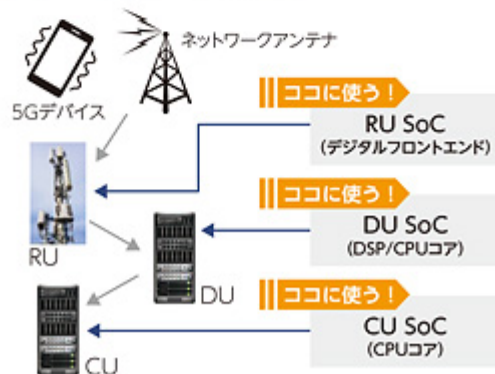 ネットワークアンテナ
5Gデバイス
ココに使う!
RU SoC
(デジタルフロントエンド)
RU
ココに使う!
DU SoC
(DSP/CPUコア)
DU
ココに使う!
CU SoC
(CPUコア)
CU